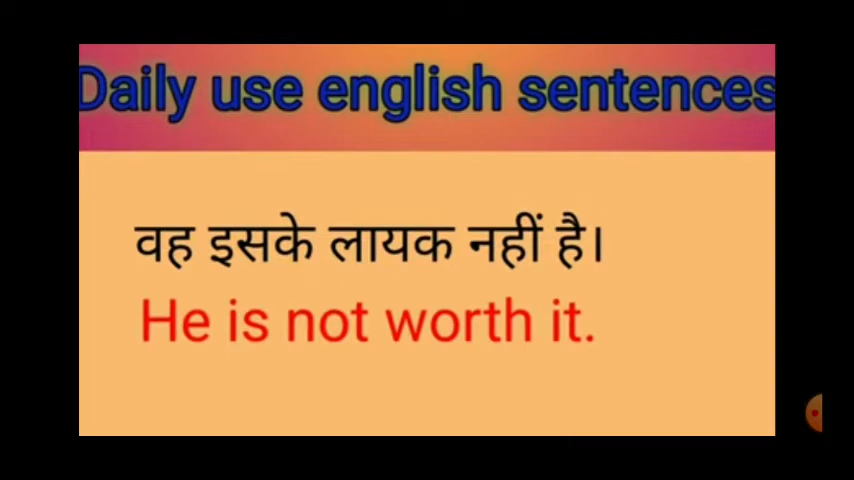 Daily use english sentences
वह इसके लायक नहीं है।
He is not worth it.